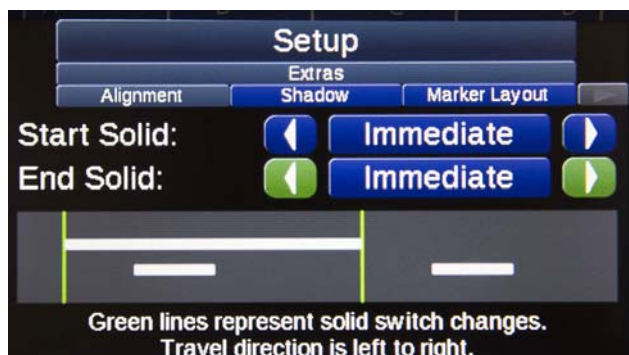 Setup
Extras
Alignment Shadow Marker Layout
Start Solid: Immediate
End Solid: Immediate
Green lines represent solid switch changes.
Travel direction is left to right.